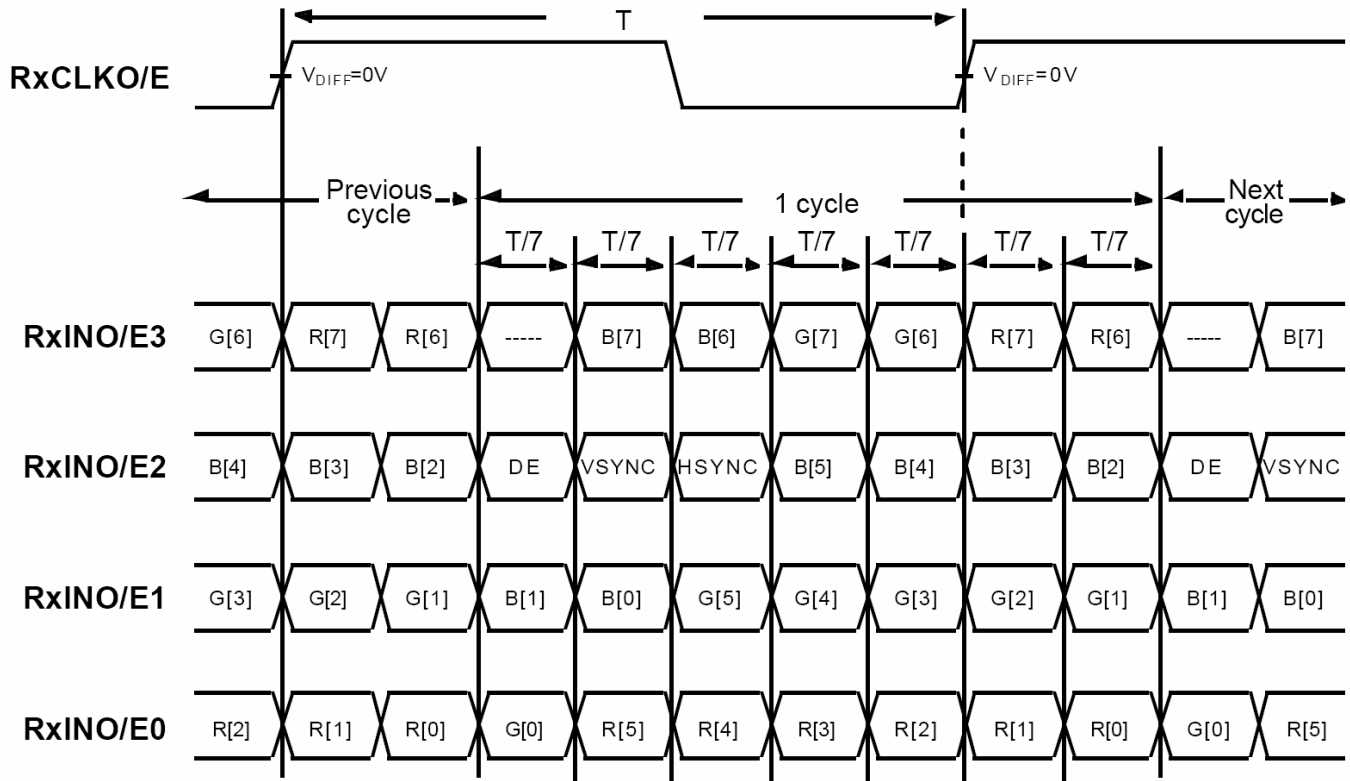 T
RxCLKO/E
VDIFF=0V
VDIFF=0V
Previous
cycle
1 cycle
Next
cycle
T/7 T/7 T/7 T/7 T/7 T/7 T/7
RxINO/E3 G[6] R[7] R[6] ----- B[7] B[6] G[7] G[6] R[7] R[6] ----- B[7]
RxINO/E2 B[4] B[3] B[2] DE VSYNC HSYNC B[5] B[4] B[3] B[2] DE VSYNC
RxINO/E1 G[3] G[2] G[1] B[1] B[0] G[5] G[4] G[3] G[2] G[1] B[1] B[0]
RxINO/E0 R[2] R[1] R[0] G[0] R[5] R[4] R[3] R[2] R[1] R[0] G[0] R[5]